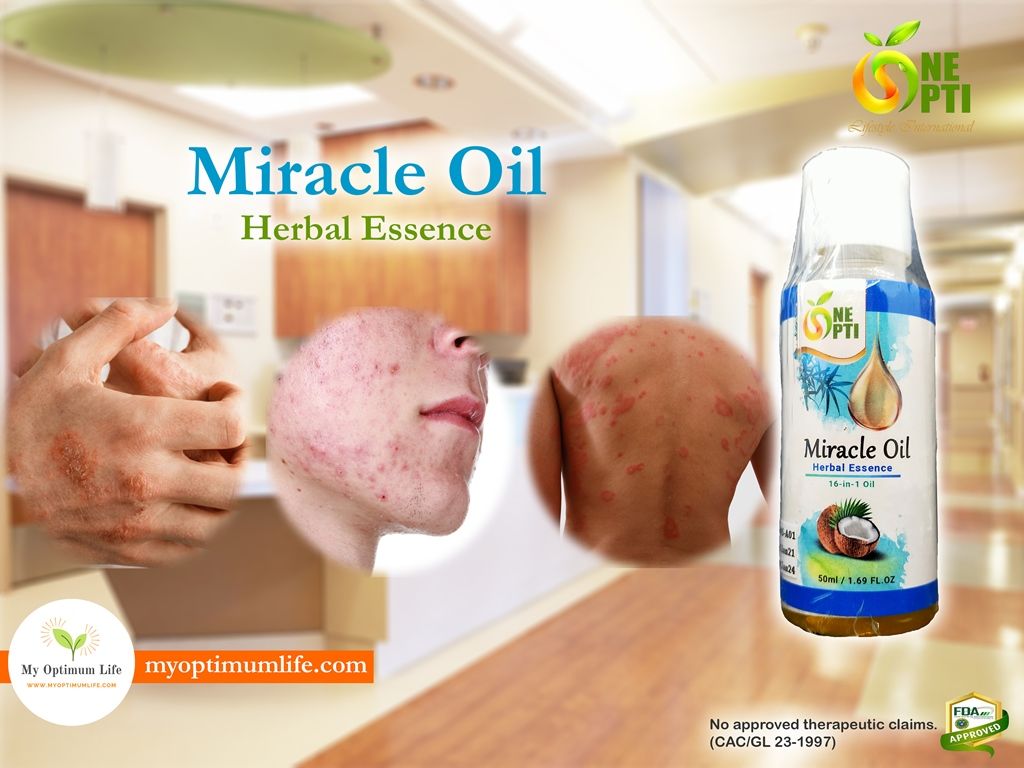 NE
PTI
Lifestyle International
Miracle Oil
Herbal Essence
NE
PTI
Miracle Oil
Herbal Essence
16-in-1 Oil
50ml / 1.69 FL.OZ
My Optimum Life
WWW.MYOPTIMUMLIFE.COM
myoptimumlife.com
No approved therapeutic claims.
(CAC/GL 23-1997)
FDA
APPROVED